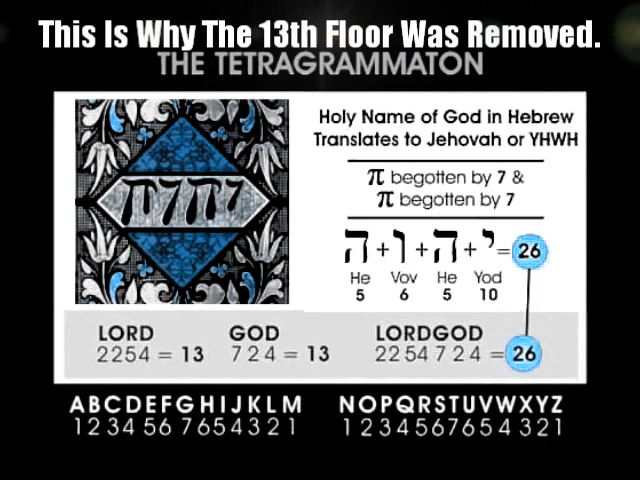 This Is Why The 13th Floor Was Removed.
THE TETRAGRAMMATON
יהוה
Holy Name of God in Hebrew
Translates to Jehovah or YHWH
π begotten by 7 &
π begotten by 7
ה + ו + ה + י = 26
He Vov He Yod
5 6 5 10
LORD GOD LORDGOD
2254 = 13 724 = 13 2254724 = 26
ABCDEFGHIJKLM NOPQRSTUVWXYZ
1234567654321 1234567654321